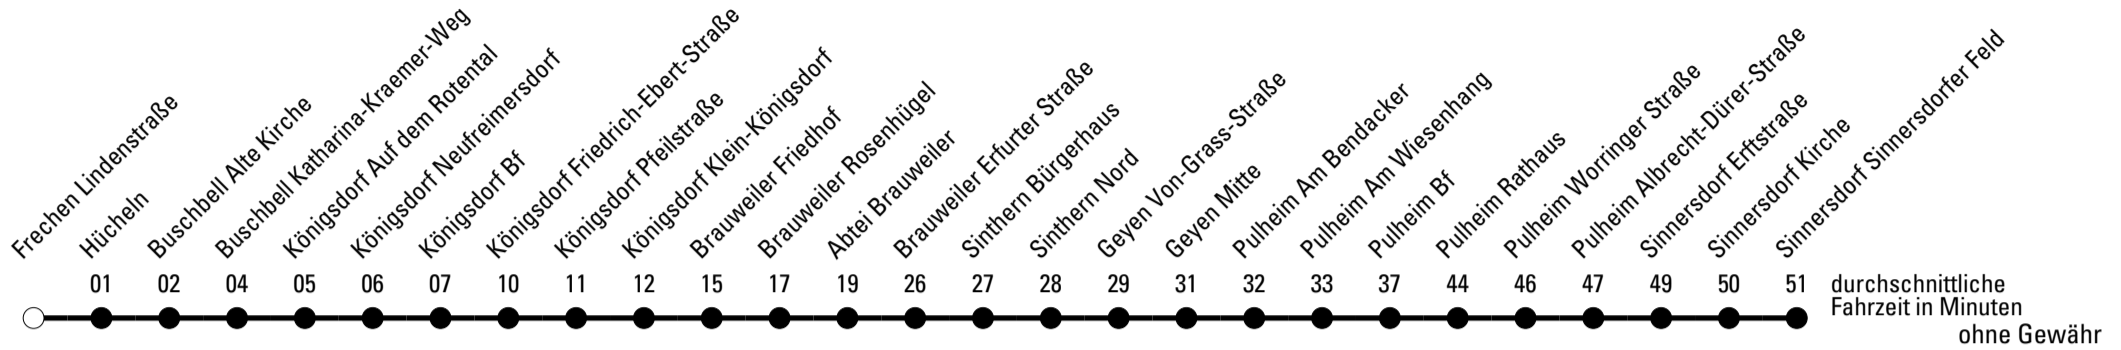 Frechen Lindenstraße
Hücheln
Buschbell Alte Kirche
Buschbell Katharina-Kraemer-Weg
Königsdorf Auf dem Rotental
Königsdorf Neufreimersdorf
Königsdorf Bf
Königsdorf Friedrich-Ebert-Straße
Königsdorf Pfeilstraße
Königsdorf Klein-Königsdorf
Brauweiler Friedhof
Brauweiler Rosenhügel
Abtei Brauweiler
Brauweiler Erfurter Straße
Sinthern Bürgerhaus
Sinthern Nord
Geyen Von-Grass-Straße
Geyen Mitte
Pulheim Am Bendacker
Pulheim Am Wiesenhang
Pulheim Bf
Pulheim Rathaus
Pulheim Worringer Straße
Pulheim Albrecht-Dürer-Straße
Sinnersdorf Erftstraße
Sinnersdorf Kirche
Sinnersdorf Sinnersdorfer Feld
01 02 04 05 06 07 10 11 12 15 17 19 26 27 28 29 31 32 33 37 44 46 47 49 50 51 durchschnittliche
Fahrzeit in Minuten
ohne Gewähr